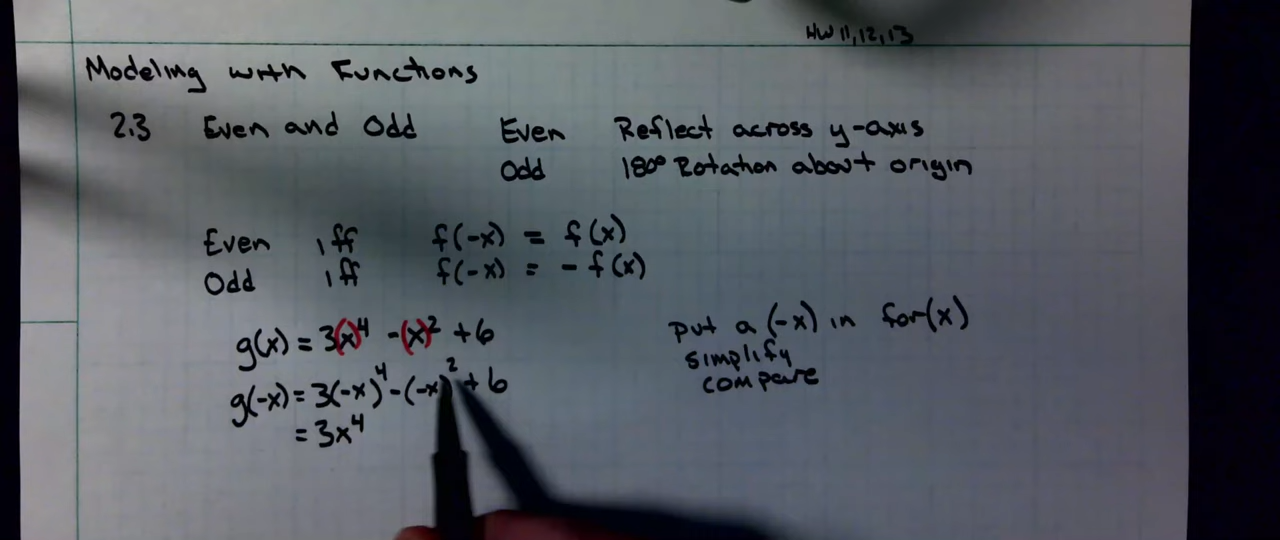 HW 11,12,13
Modeling with Functions
2.3 Even and Odd Even Reflect across y-axis
Odd 180° Rotation about origin
Even iff f(-x) = f(x)
Odd iff f(-x) = - f(x)
g(x) = 3(x)⁴ - (x)² + 6 put a (-x) in for (x)
simplify
g(-x) = 3(-x)⁴ - (-x)² + 6 compare
= 3x⁴